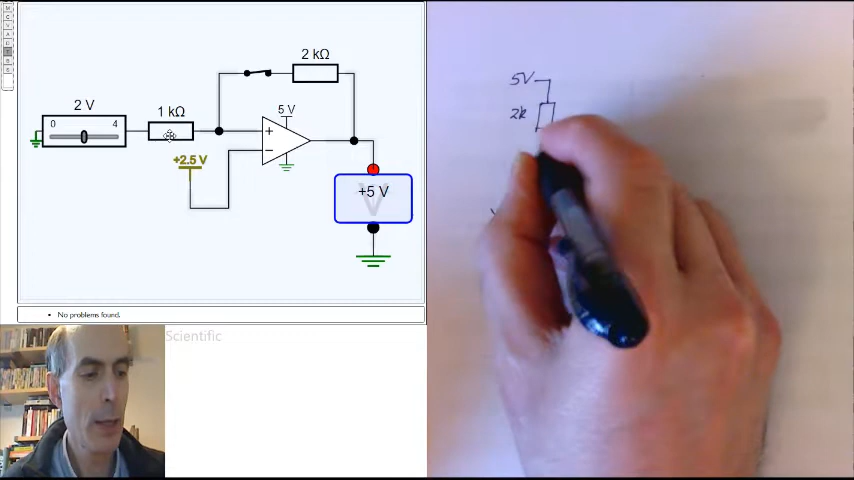 2 kΩ
2 V
1 kΩ
5 V
0
4
+
−
+2.5 V
+5 V
V
No problems found.
Scientific
5V
2k